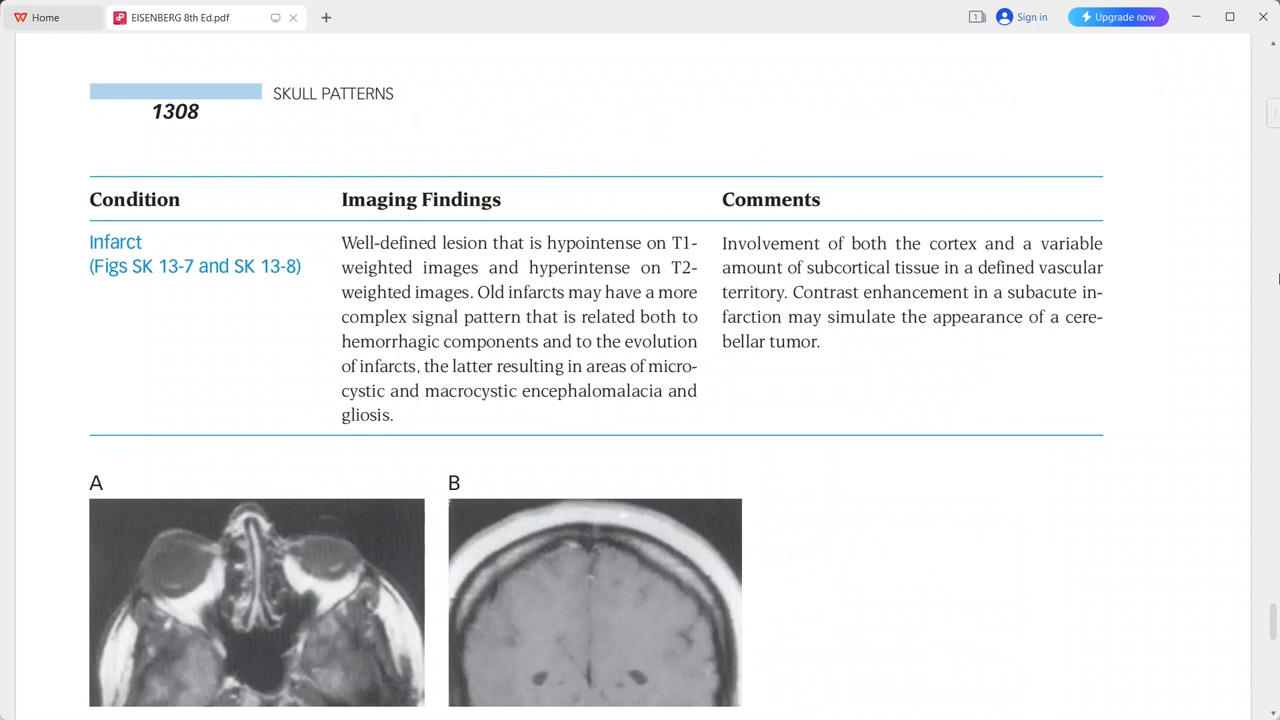 Home
EISENBERG 8th Ed.pdf
1
Sign in
Upgrade now
SKULL PATTERNS
1308
Condition
Imaging Findings
Comments
Infarct
(Figs SK 13-7 and SK 13-8)
Well-defined lesion that is hypointense on T1-
weighted images and hyperintense on T2-
weighted images. Old infarcts may have a more
complex signal pattern that is related both to
hemorrhagic components and to the evolution
of infarcts, the latter resulting in areas of micro-
cystic and macrocystic encephalomalacia and
gliosis.
Involvement of both the cortex and a variable
amount of subcortical tissue in a defined vascular
territory. Contrast enhancement in a subacute in-
farction may simulate the appearance of a cere-
bellar tumor.
A
B